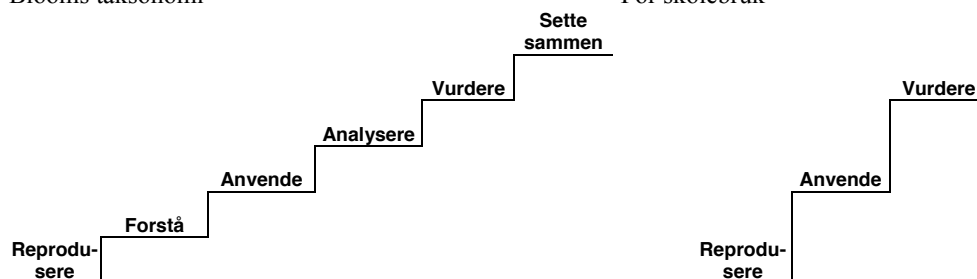 Blooms taksonomi
For skolebruk
Sette
sammen
Vurdere
Vurdere
Analysere
Anvende
Anvende
Forstå
Reprodu-
sere
Reprodu-
sere